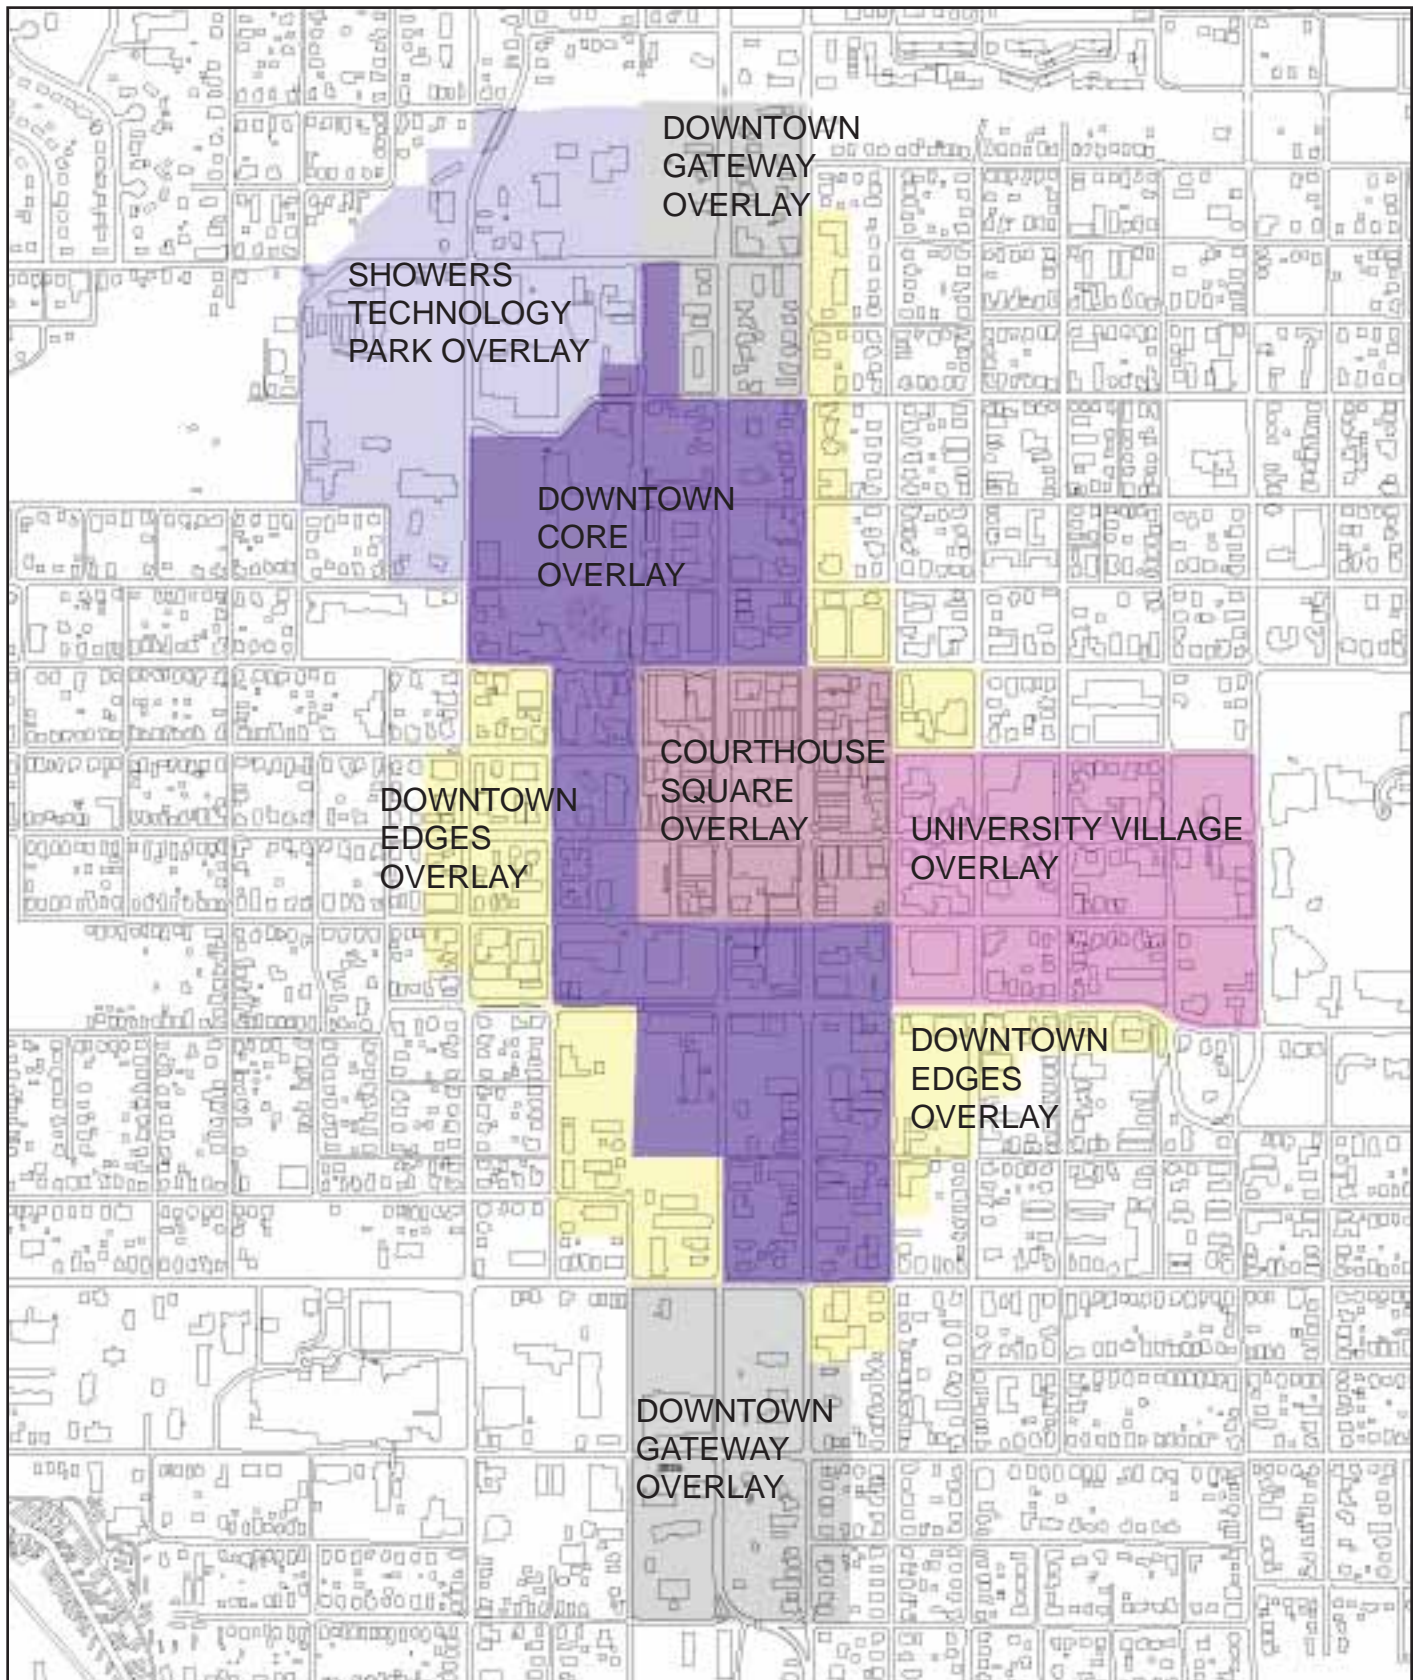 DOWNTOWN
GATEWAY
OVERLAY
SHOWERS
TECHNOLOGY
PARK OVERLAY
DOWNTOWN
CORE
OVERLAY
COURTHOUSE
SQUARE
OVERLAY
DOWNTOWN
EDGES
OVERLAY
UNIVERSITY VILLAGE
OVERLAY
DOWNTOWN
EDGES
OVERLAY
DOWNTOWN
GATEWAY
OVERLAY